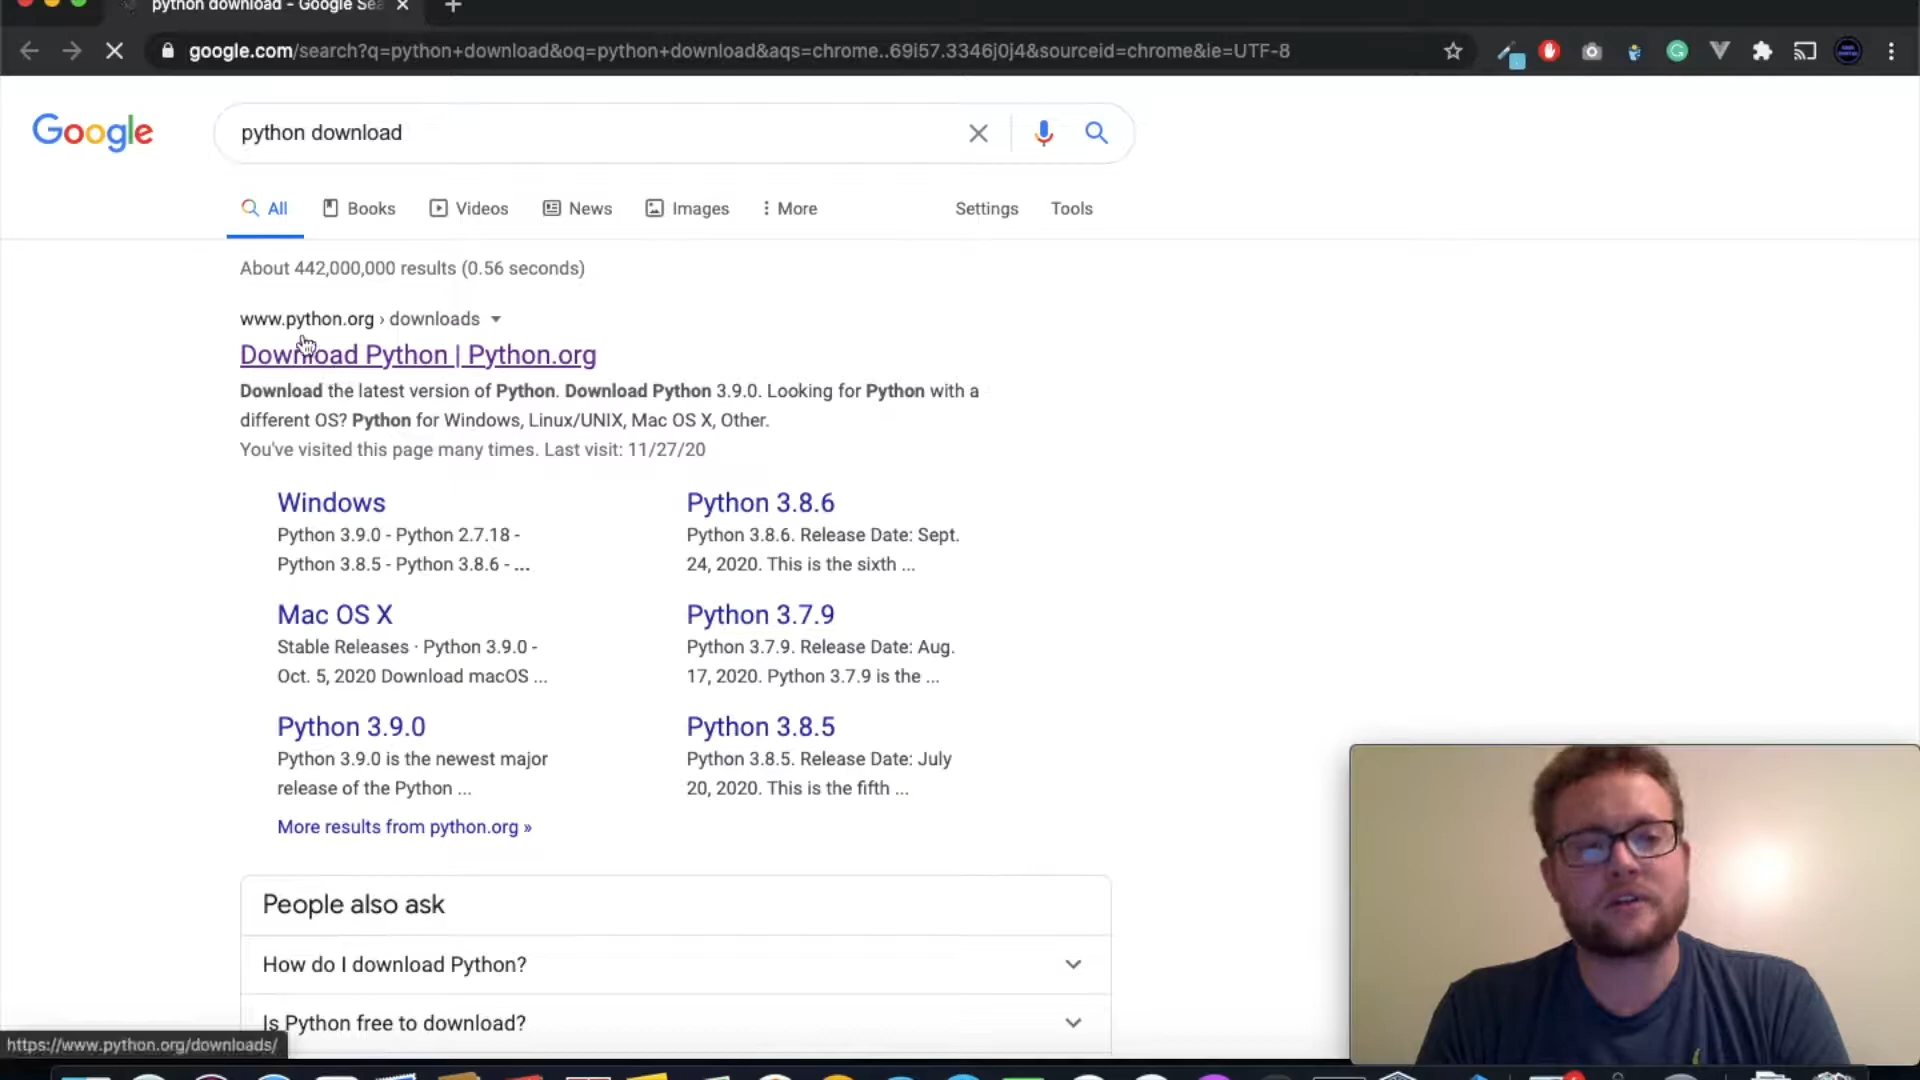 python download - Google Sea
google.com/search?q=python+download&oq=python+download&aqs=chrome..69i57.3346j0j4&sourceid=chrome&ie=UTF-8
Google
python download
All
Books
Videos
News
Images
More
Settings
Tools
About 442,000,000 results (0.56 seconds)
www.python.org › downloads
Download Python | Python.org
Download the latest version of Python. Download Python 3.9.0. Looking for Python with a
different OS? Python for Windows, Linux/UNIX, Mac OS X, Other.
You've visited this page many times. Last visit: 11/27/20
Windows
Python 3.9.0 - Python 2.7.18 -
Python 3.8.5 - Python 3.8.6 - ...
Python 3.8.6
Python 3.8.6. Release Date: Sept.
24, 2020. This is the sixth ...
Mac OS X
Stable Releases · Python 3.9.0 -
Oct. 5, 2020 Download macOS ...
Python 3.7.9
Python 3.7.9. Release Date: Aug.
17, 2020. Python 3.7.9 is the ...
Python 3.9.0
Python 3.9.0 is the newest major
release of the Python ...
Python 3.8.5
Python 3.8.5. Release Date: July
20, 2020. This is the fifth ...
More results from python.org »
People also ask
How do I download Python?
Is Python free to download?
https://www.python.org/downloads/